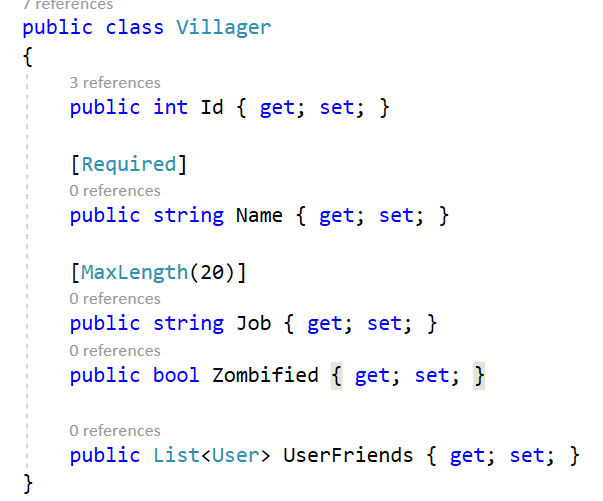 7 references
public class Villager
{
3 references
public int Id { get; set; }
[Required]
0 references
public string Name { get; set; }
[MaxLength(20)]
0 references
public string Job { get; set; }
0 references
public bool Zombified { get; set; }
0 references
public List<User> UserFriends { get; set; }
}